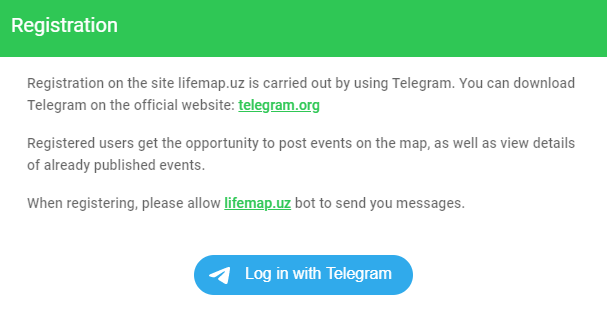 Registration
Registration on the site lifemap.uz is carried out by using Telegram. You can download
Telegram on the official website: telegram.org
Registered users get the opportunity to post events on the map, as well as view details
of already published events.
When registering, please allow lifemap.uz bot to send you messages.
Log in with Telegram